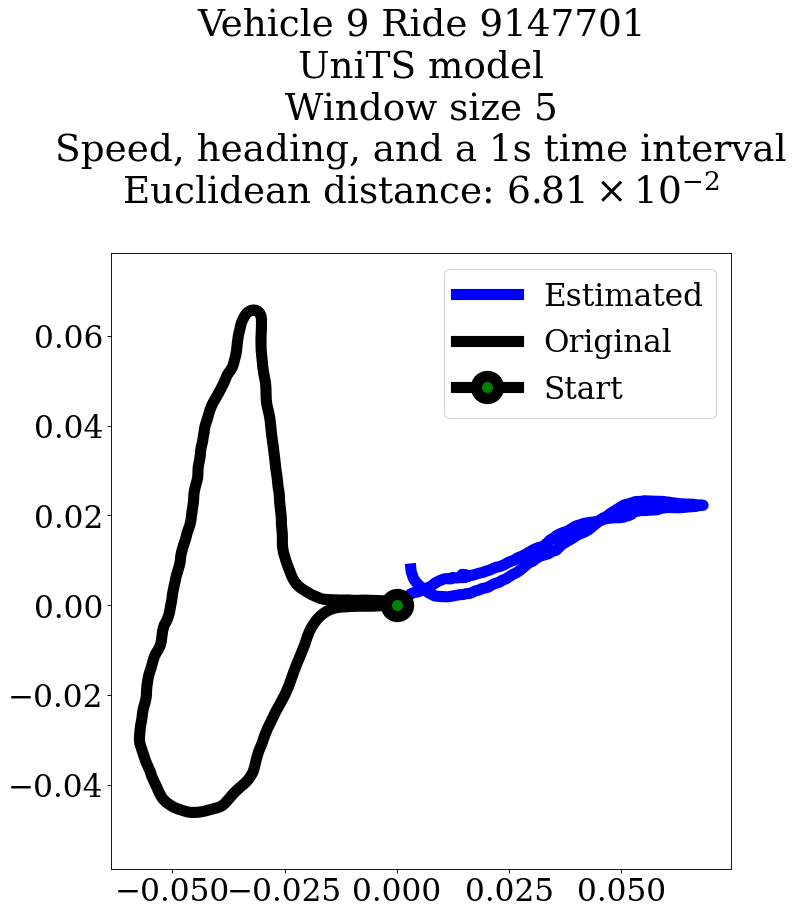 Vehicle 9 Ride 9147701
UniTS model
Window size 5
Speed, heading, and a 1s time interval
Euclidean distance: 6.81 × 10⁻²
Estimated
Original
Start
0.06
0.04
0.02
0.00
−0.02
−0.04
−0.050 −0.025 0.000 0.025 0.050